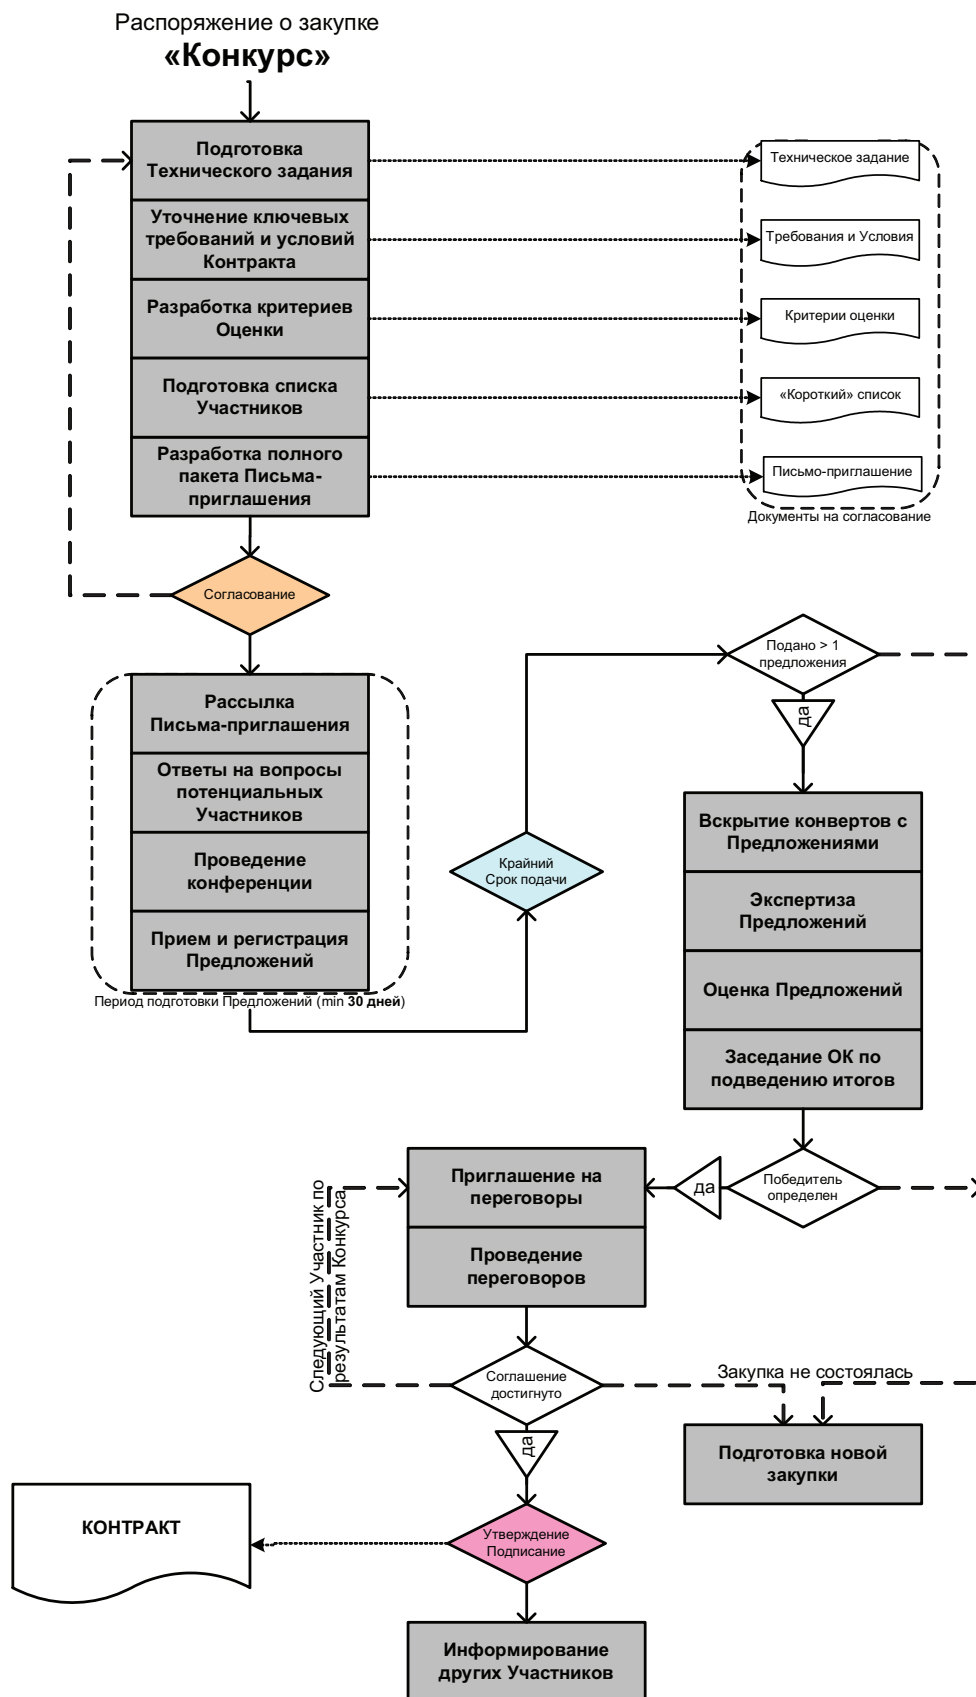 Распоряжение о закупке
«Конкурс»
Подготовка
Технического задания
Техническое задание
Уточнение ключевых
требований и условий
Контракта
Требования и Условия
Разработка критериев
Оценки
Критерии оценки
Подготовка списка
Участников
«Короткий» список
Разработка полного
пакета Письма-
приглашения
Письмо-приглашение
Документы на согласование
Согласование
Рассылка
Письма-приглашения
Ответы на вопросы
потенциальных
Участников
Проведение
конференции
Прием и регистрация
Предложений
Период подготовки Предложений (min 30 дней)
Крайний
Срок подачи
Подано > 1
предложения
да
Вскрытие конвертов с
Предложениями
Экспертиза
Предложений
Оценка Предложений
Заседание ОК по
подведению итогов
Победитель
определен
да
Приглашение на
переговоры
Проведение
переговоров
Следующий Участник по
результатам Конкурса
Соглашение
достигнуто
Закупка не состоялась
Подготовка новой
закупки
да
Утверждение
Подписание
КОНТРАКТ
Информирование
других Участников